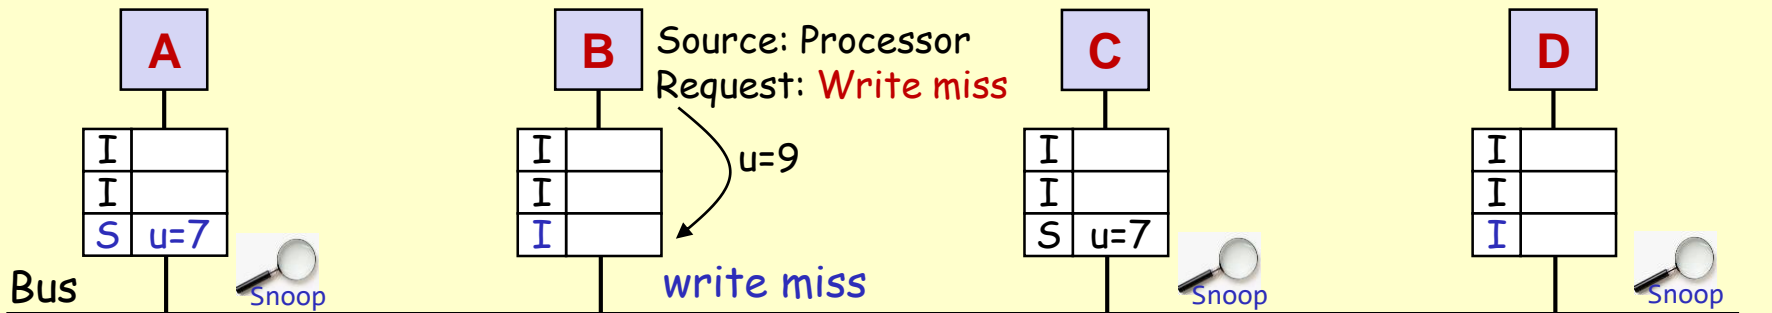 A
B
Source: Processor
Request: Write miss
C
D
I
I
S u=7
I
I
I
u=9
I
I
S u=7
I
I
I
Bus
Snoop
write miss
Snoop
Snoop